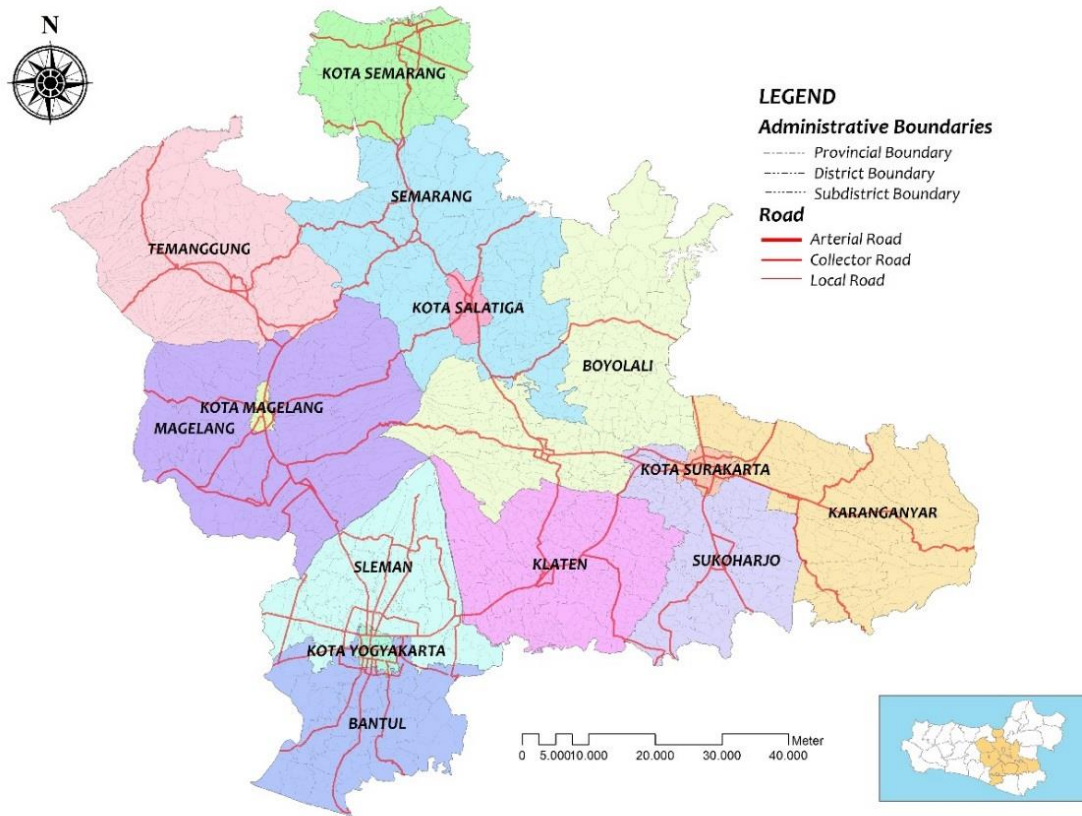 N
KOTA SEMARANG
LEGEND
Administrative Boundaries
Provincial Boundary
District Boundary
Subdistrict Boundary
Road
Arterial Road
Collector Road
Local Road
SEMARANG
TEMANGGUNG
KOTA SALATIGA
BOYOLALI
KOTA MAGELANG
MAGELANG
KOTA SURAKARTA
KARANGANYAR
KLATEN
SUKOHARJO
SLEMAN
KOTA YOGYAKARTA
BANTUL
Meter
0 5.00010.000 20.000 30.000 40.000